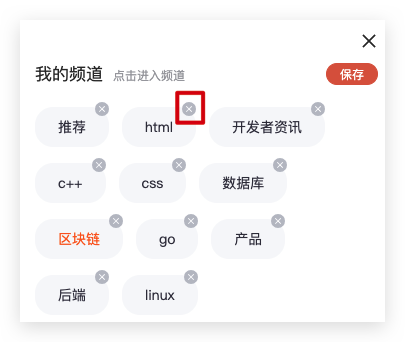 我的频道 点击进入频道 保存
推荐 html 开发者资讯
c++ css 数据库
区块链 go 产品
后端 linux